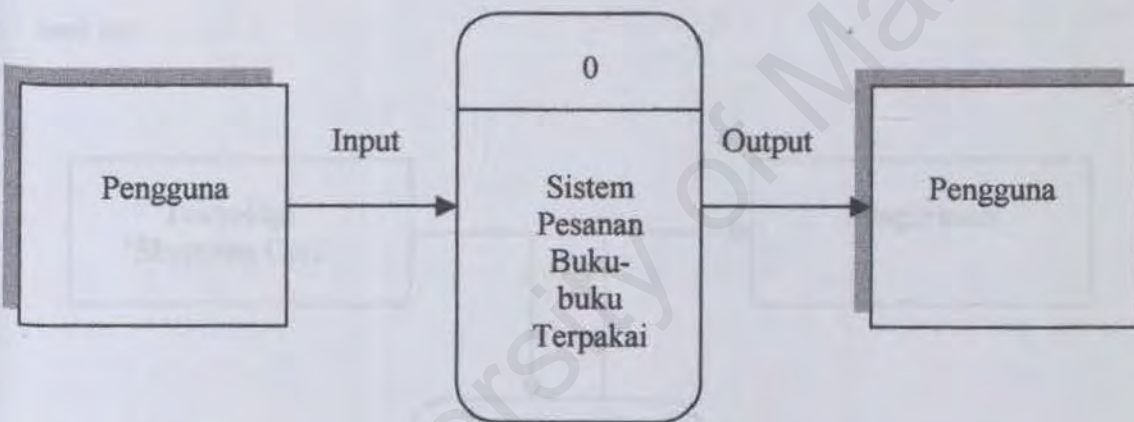 Pengguna
Input
0
Sistem
Pesanan
Buku-
buku
Terpakai
Output
Pengguna